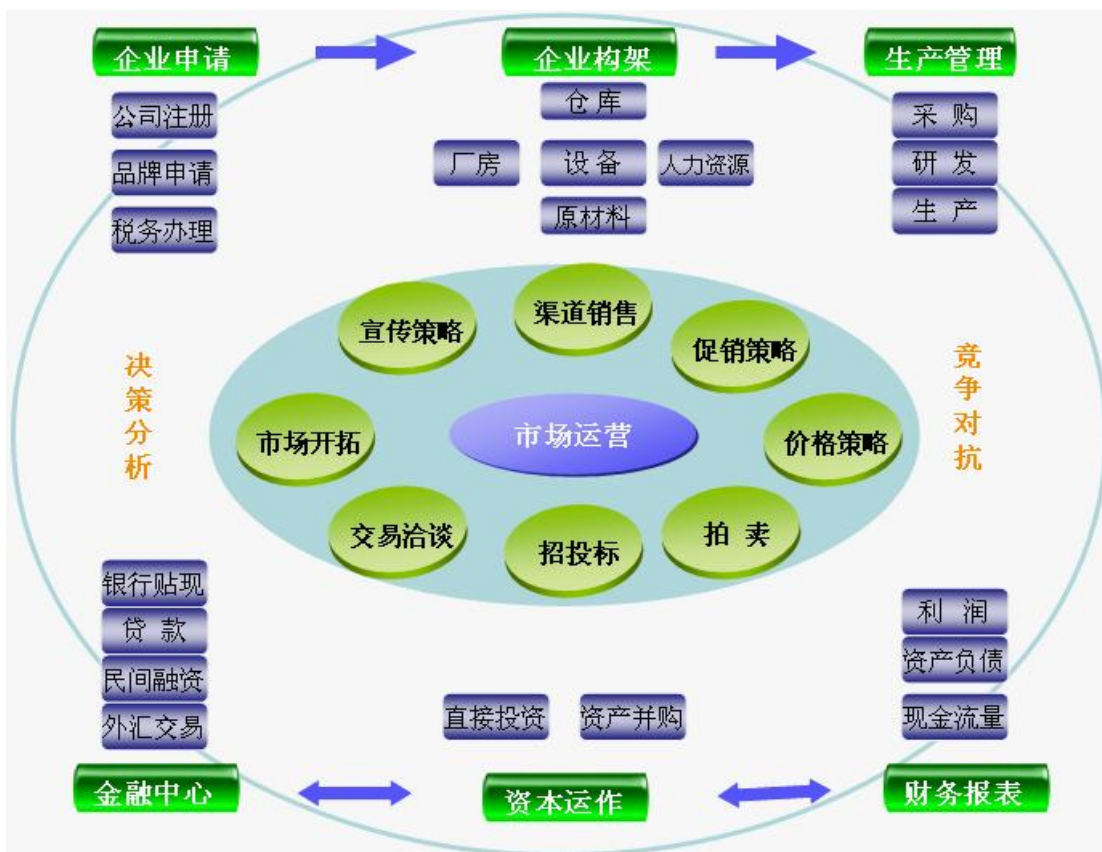 企业申请
企业构架
生产管理
公司注册
品牌申请
税务办理
仓库
厂房
设备
人力资源
原材料
采购
研发
生产
宣传策略
渠道销售
促销策略
决策分析
市场开拓
市场运营
价格策略
竞争对抗
交易洽谈
招投标
拍卖
银行贴现
贷款
民间融资
外汇交易
直接投资
资产并购
利润
资产负债
现金流量
金融中心
资本运作
财务报表